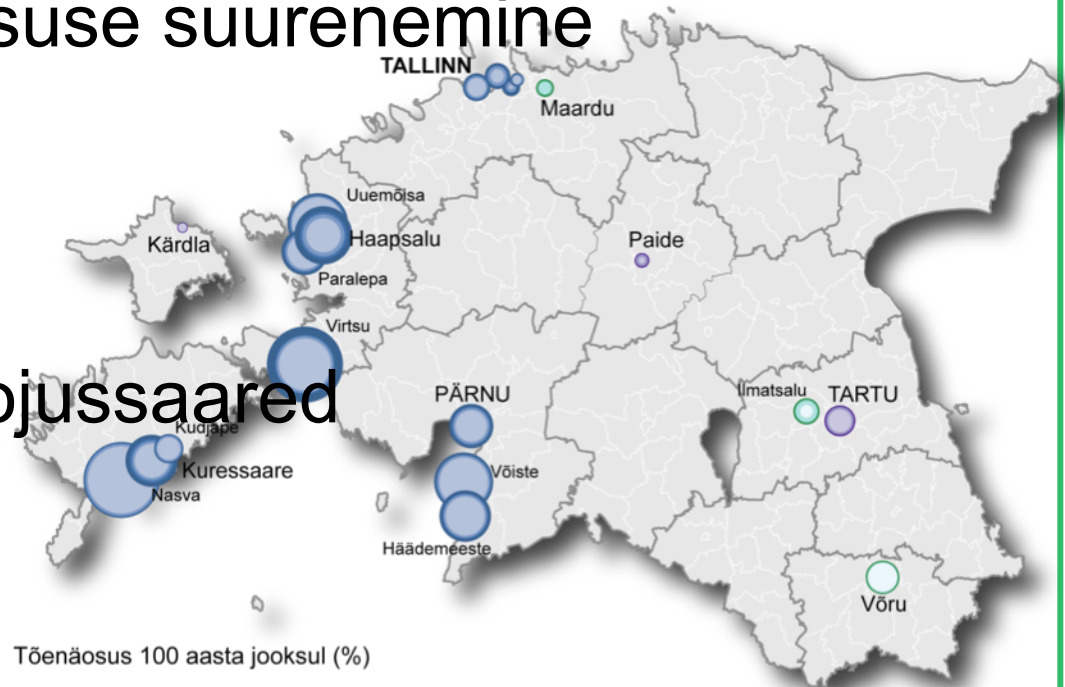 suse suurenemine
TALLINN
Maardu
Uuemõisa
Haapsalu
Kärdla
Paide
Paralepa
Virtsu
ojussaared
PÄRNU
Ilmatsalu
TARTU
Kudjape
Kuressaare
Võiste
Nasva
Häädemeeste
Võru
Tõenäosus 100 aasta jooksul (%)